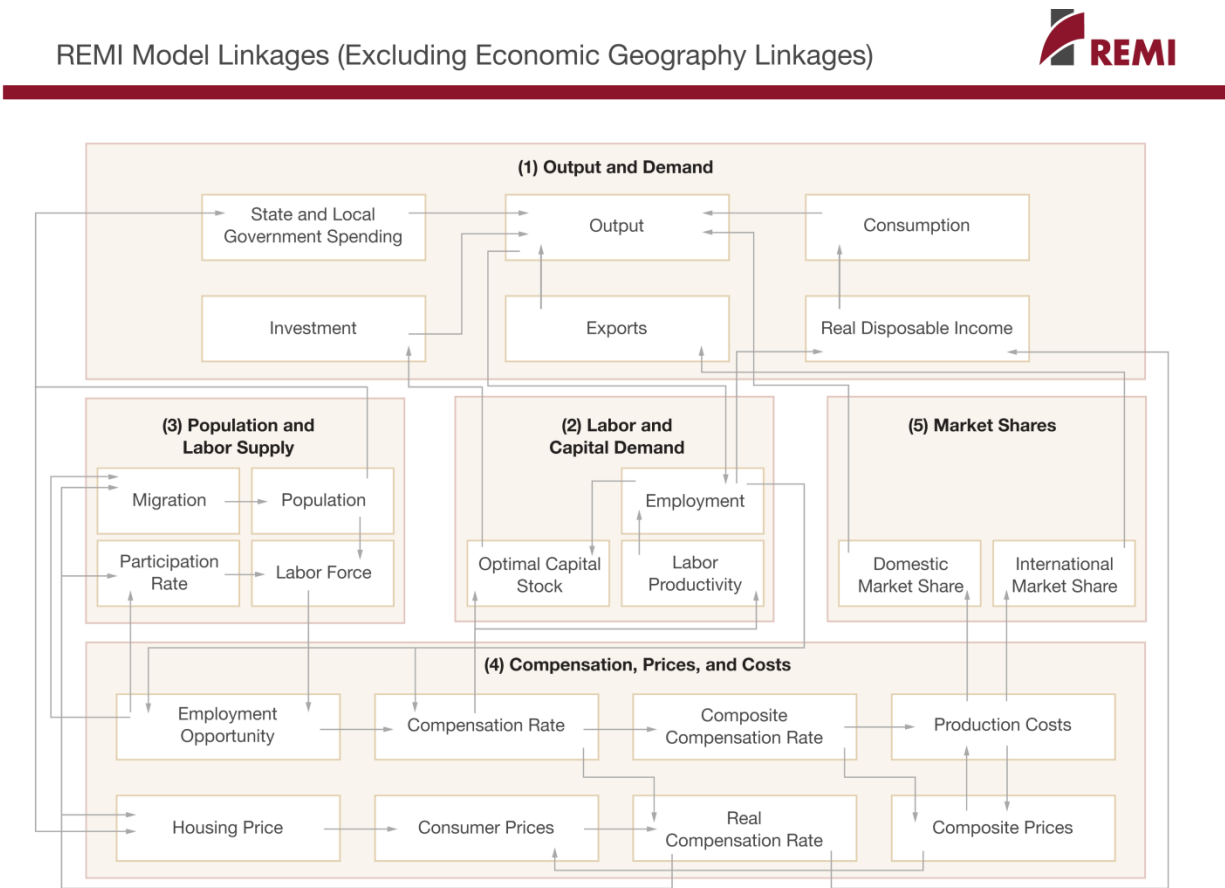 REMI Model Linkages (Excluding Economic Geography Linkages)
REMI
(1) Output and Demand
State and Local
Government Spending
Output
Consumption
Investment
Exports
Real Disposable Income
(3) Population and
Labor Supply
Migration
Population
Participation
Rate
Labor Force
(2) Labor and
Capital Demand
Employment
Optimal Capital
Stock
Labor
Productivity
(5) Market Shares
Domestic
Market Share
International
Market Share
(4) Compensation, Prices, and Costs
Employment
Opportunity
Compensation Rate
Composite
Compensation Rate
Production Costs
Housing Price
Consumer Prices
Real
Compensation Rate
Composite Prices